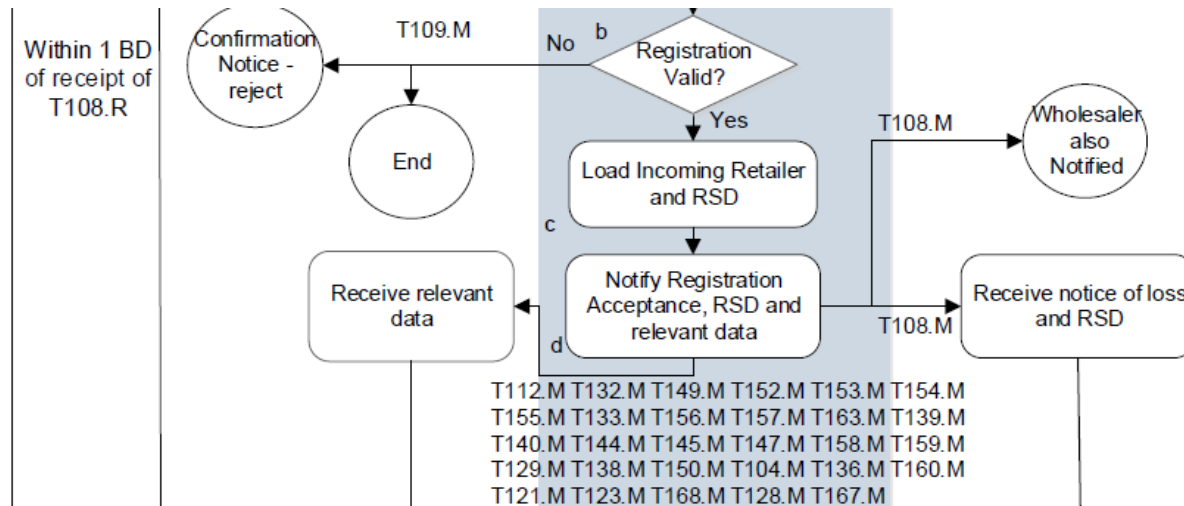 Within 1 BD
of receipt of
T108.R
Confirmation
Notice -
reject
T109.M
No
b
Registration
Valid?
End
Yes
Load Incoming Retailer
and RSD
T108.M
Wholesaler
also
Notified
c
Receive relevant
data
Notify Registration
Acceptance, RSD and
relevant data
d
T108.M
Receive notice of loss
and RSD
T112.M T132.M T149.M T152.M T153.M T154.M
T155.M T133.M T156.M T157.M T163.M T139.M
T140.M T144.M T145.M T147.M T158.M T159.M
T129.M T138.M T150.M T104.M T136.M T160.M
T121.M T123.M T168.M T128.M T167.M